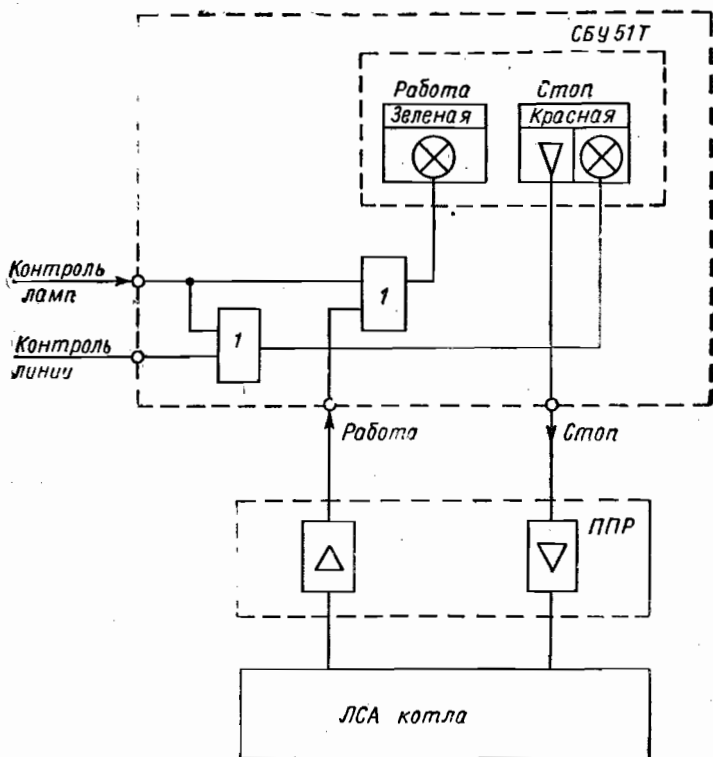 СБУ 51Т
Работа
Стоп
Зеленая
Красная
Контроль
ламп
1
1
Контроль
линии
Работа
Стоп
ППР
ЛСА котла